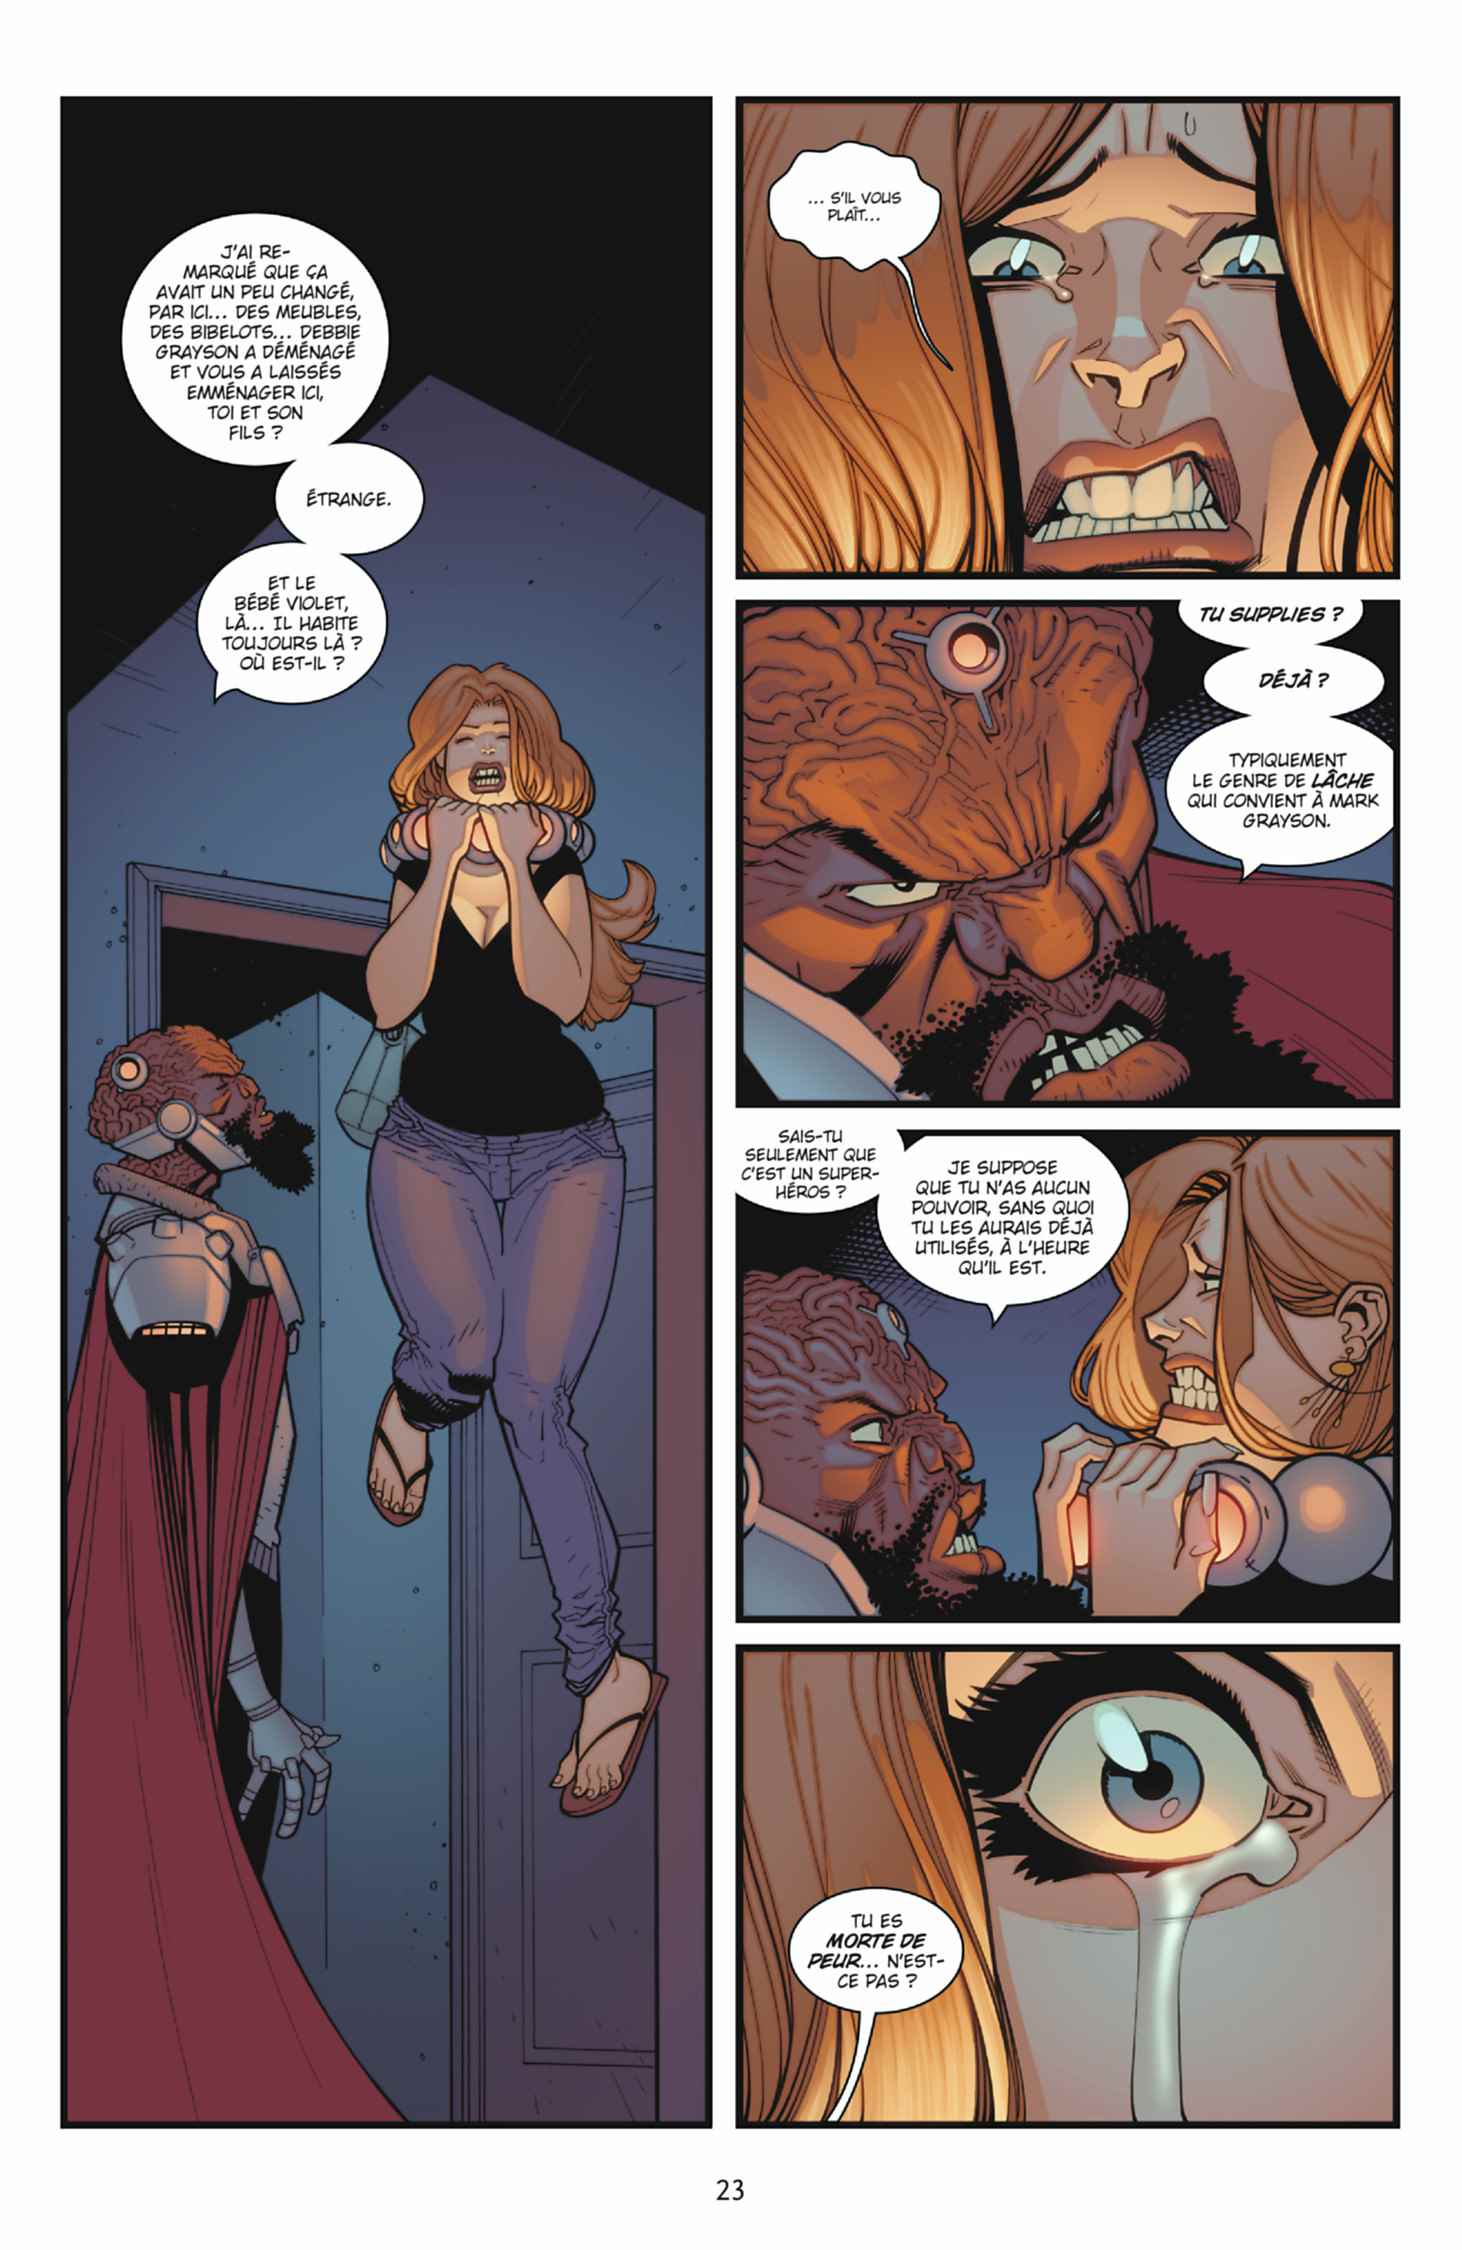 J'AI RE-
MARQUÉ QUE ÇA
AVAIT UN PEU CHANGÉ,
PAR ICI... DES MEUBLES,
DES BIBELOTS... DEBBIE
GRAYSON A DÉMÉNAGÉ
ET VOUS A LAISSÉS
EMMÉNAGER ICI,
TOI ET SON
FILS ?
ÉTRANGE.
ET LE
BÉBÉ VIOLET,
LÀ... IL HABITE
TOUJOURS LÀ ?
OÙ EST-IL ?
... S'IL VOUS
PLAÎT...
TU SUPPLIES ?
DÉJÀ ?
TYPIQUEMENT
LE GENRE DE LÂCHE
QUI CONVIENT À MARK
GRAYSON.
SAIS-TU
SEULEMENT QUE
C'EST UN SUPER-
HÉROS ?
JE SUPPOSE
QUE TU N'AS AUCUN
POUVOIR, SANS QUOI
TU LES AURAIS DÉJÀ
UTILISÉS, À L'HEURE
QU'IL EST.
TU ES
MORTE DE
PEUR... N'EST-
CE PAS ?
23